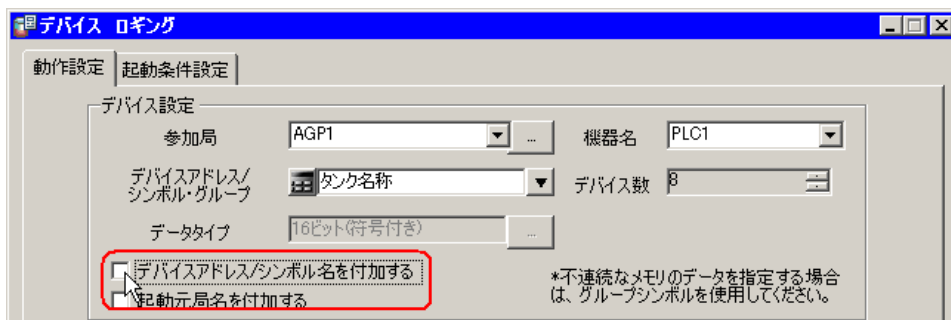 デバイス ロギング
動作設定 起動条件設定
デバイス設定
参加局 AGP1 ... 機器名 PLC1
デバイスアドレス/
シンボル・グループ タンク名称 デバイス数 8
データタイプ 16ビット(符号付き) ...
デバイスアドレス/シンボル名を付加する
起動元局名を付加する
*不連続なメモリのデータを指定する場合
は、グループシンボルを使用してください。